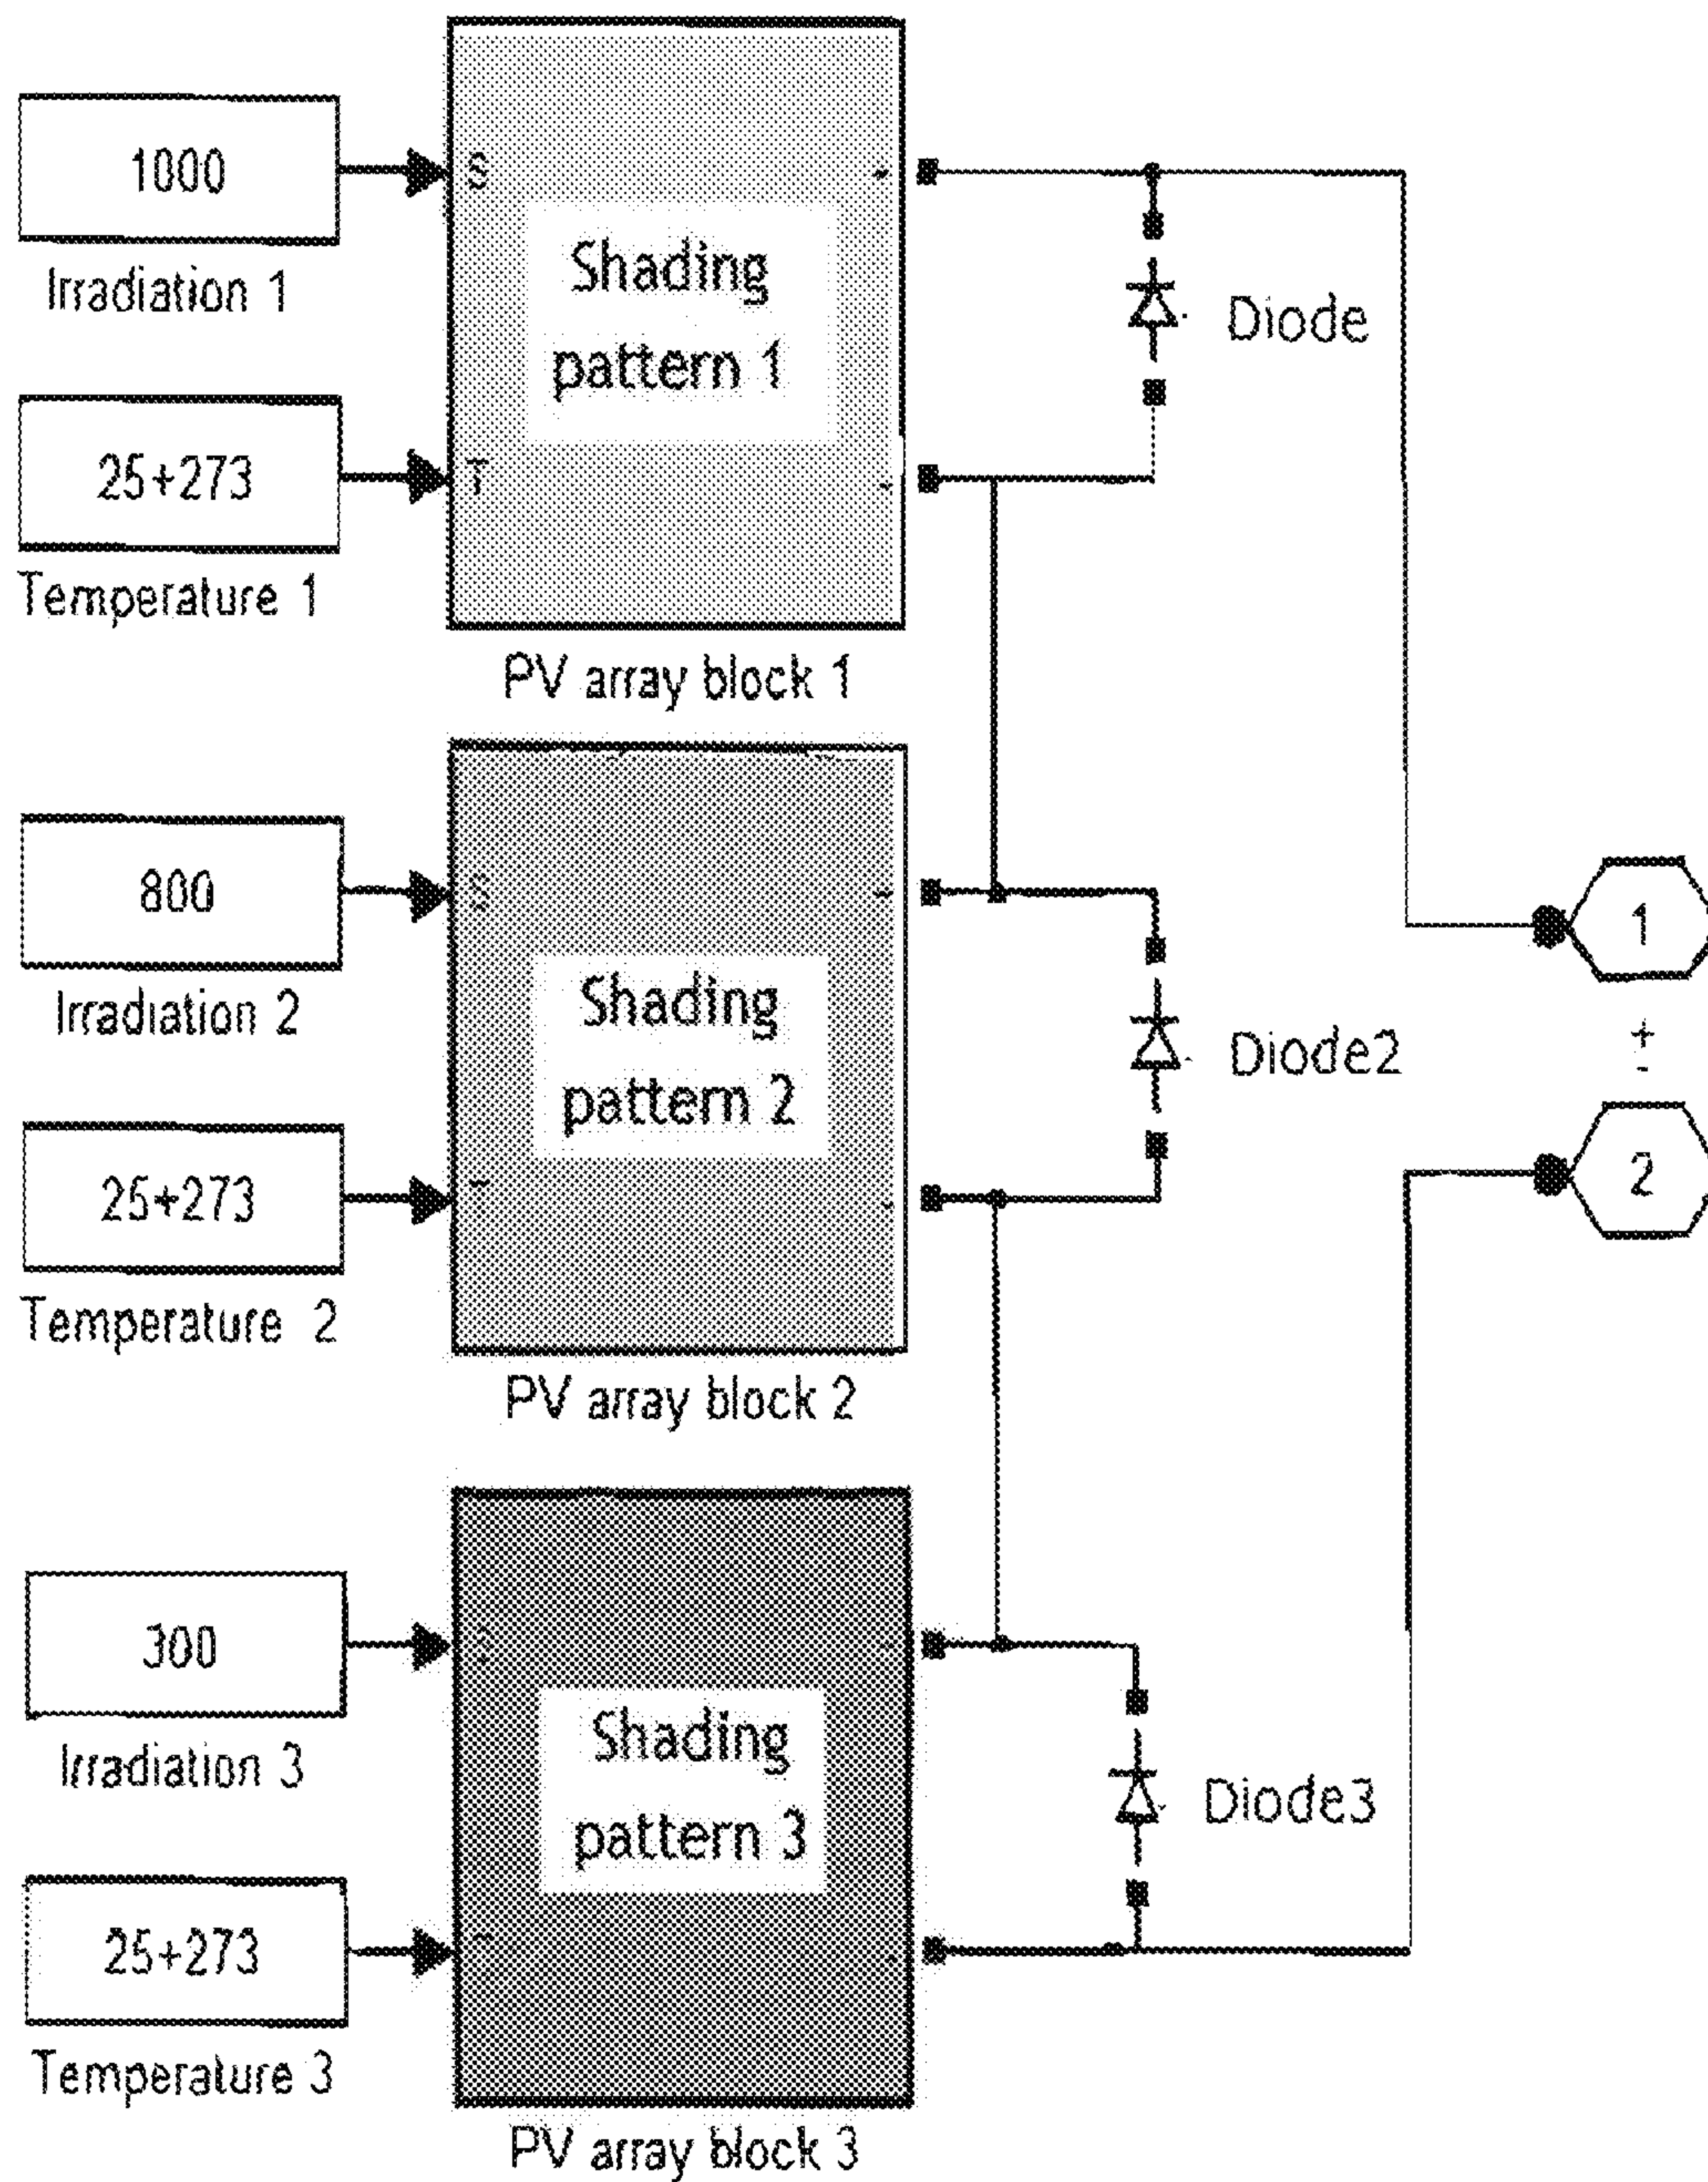 1000
S
+
Irradiation 1
Shading
pattern 1
Diode
25+273
T
-
Temperature 1
PV array block 1
800
S
Irradiation 2
Shading
pattern 2
Diode2
1
+
-
2
25+273
T
-
Temperature 2
PV array block 2
300
Irradiation 3
Shading
pattern 3
Diode3
25+273
Temperature 3
PV array block 3